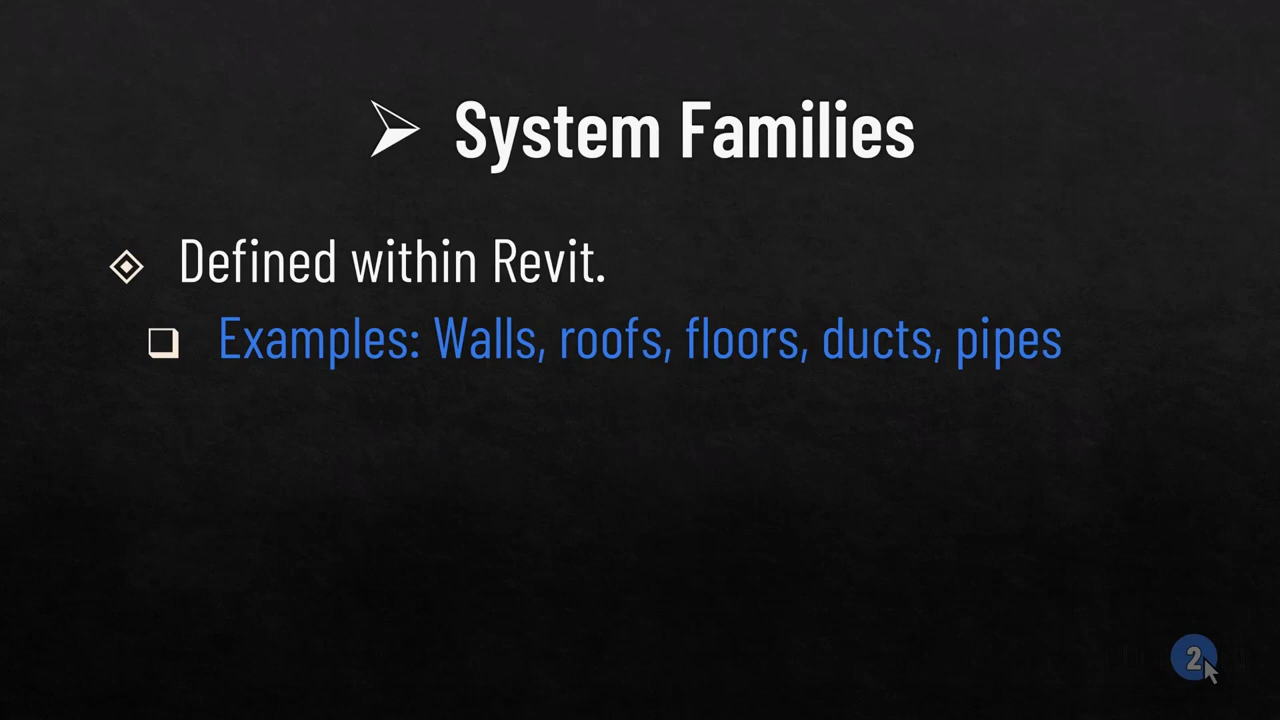 System Families
Defined within Revit.
Examples: Walls, roofs, floors, ducts, pipes
2